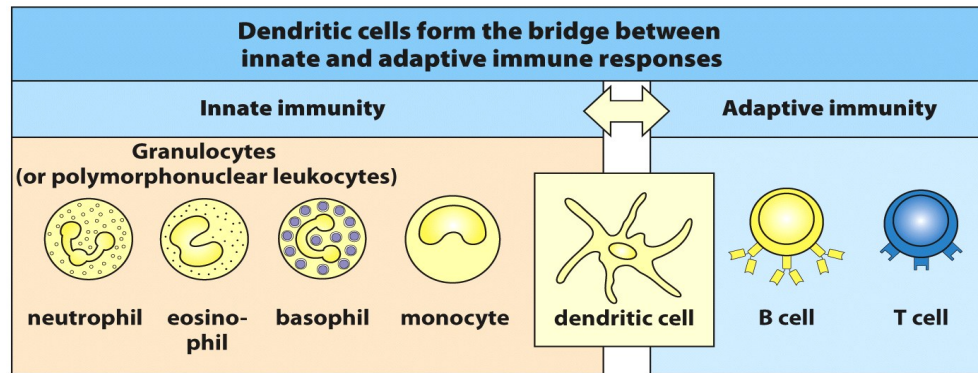 Dendritic cells form the bridge between
innate and adaptive immune responses
Innate immunity
Adaptive immunity
Granulocytes
(or polymorphonuclear leukocytes)
neutrophil
eosino-
phil
basophil
monocyte
dendritic cell
B cell
T cell